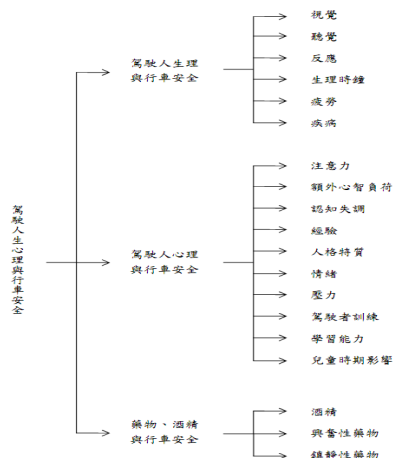 駕駛人生心理與行車安全
駕駛人生理
與行車安全
視覺
聽覺
反應
生理時鐘
疲勞
疾病
駕駛人心理
與行車安全
注意力
額外心智負荷
認知失調
經驗
人格特質
情緒
壓力
駕駛者訓練
學習能力
兒童時期影響
藥物、酒精
與行車安全
酒精
興奮性藥物
鎮靜性藥物